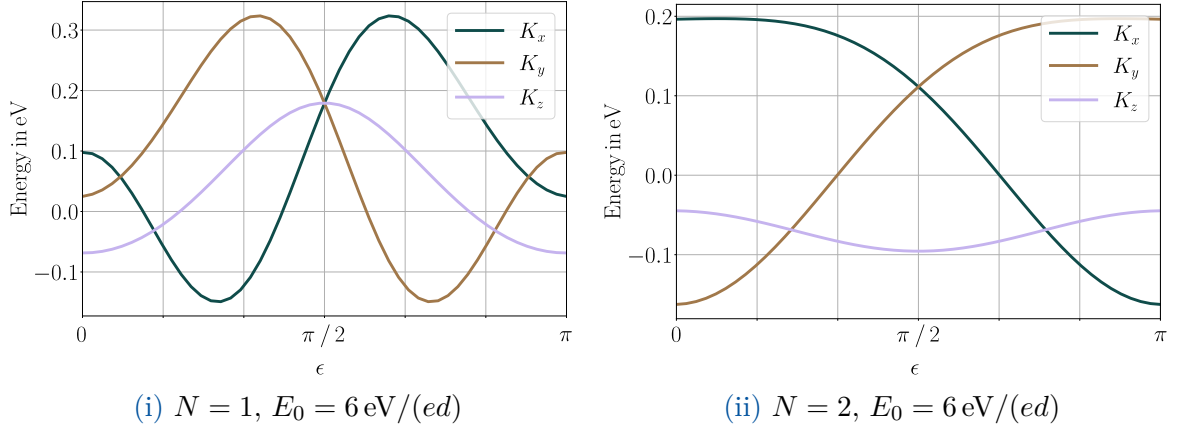 0.3
0.2
0.1
0.0
−0.1
Energy in eV
K_x
K_y
K_z
0
π / 2
π
ϵ
(i) N = 1, E_0 = 6 eV/(ed)
0.2
0.1
0.0
−0.1
Energy in eV
K_x
K_y
K_z
0
π / 2
π
ϵ
(ii) N = 2, E_0 = 6 eV/(ed)